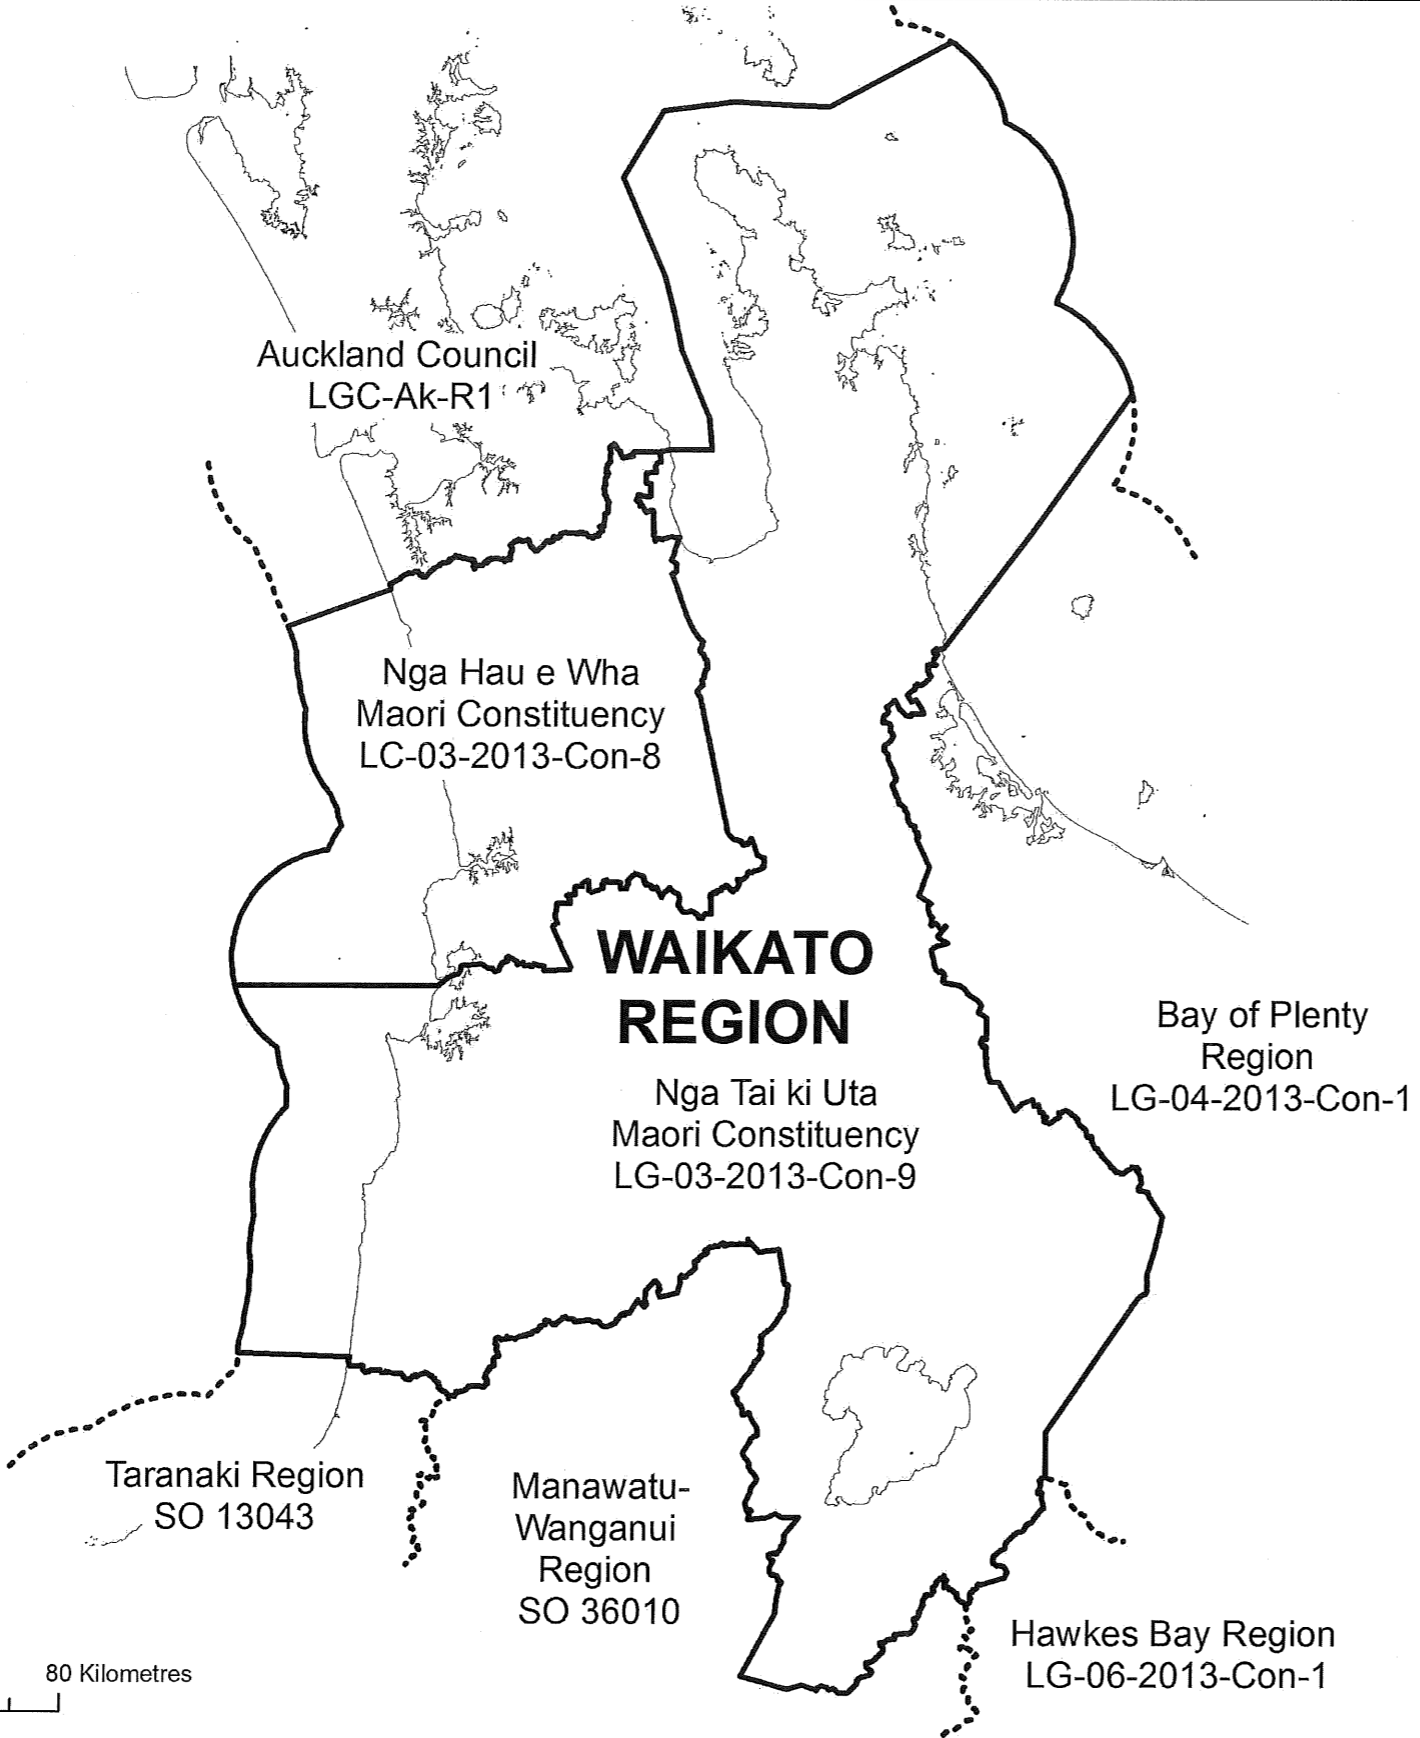 Auckland Council
LGC-Ak-R1
Nga Hau e Wha
Maori Constituency
LC-03-2013-Con-8
WAIKATO
REGION
Nga Tai ki Uta
Maori Constituency
LG-03-2013-Con-9
Bay of Plenty
Region
LG-04-2013-Con-1
Taranaki Region
SO 13043
Manawatu-
Wanganui
Region
SO 36010
Hawkes Bay Region
LG-06-2013-Con-1
80 Kilometres